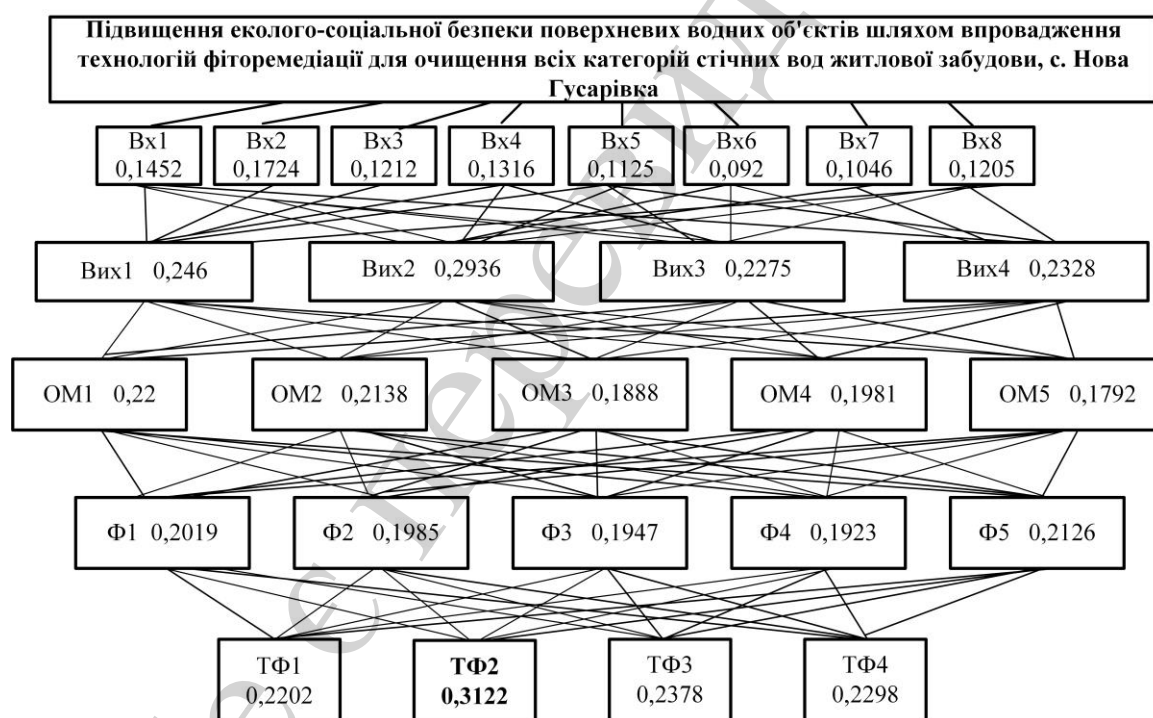 Підвищення еколого-соціальної безпеки поверхневих водних об'єктів шляхом впровадження
технологій фіторемедіації для очищення всіх категорій стічних вод житлової забудови, с. Нова
Гусарівка
Вх1
0,1452
Вх2
0,1724
Вх3
0,1212
Вх4
0,1316
Вх5
0,1125
Вх6
0,092
Вх7
0,1046
Вх8
0,1205
Вих1 0,246
Вих2 0,2936
Вих3 0,2275
Вих4 0,2328
ОМ1 0,22
ОМ2 0,2138
ОМ3 0,1888
ОМ4 0,1981
ОМ5 0,1792
Ф1 0,2019
Ф2 0,1985
Ф3 0,1947
Ф4 0,1923
Ф5 0,2126
ТФ1
0,2202
ТФ2
0,3122
ТФ3
0,2378
ТФ4
0,2298